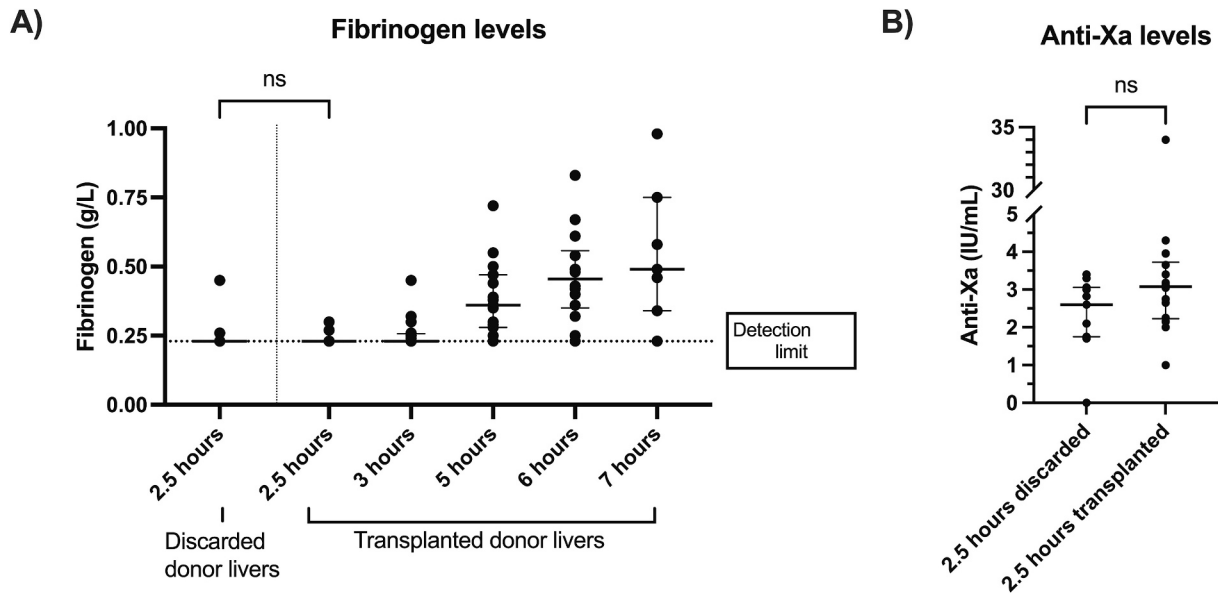 A)
Fibrinogen levels
ns
Fibrinogen (g/L)
1.00
0.75
0.50
0.25
0.00
Detection
limit
2.5 hours
2.5 hours
3 hours
5 hours
6 hours
7 hours
Discarded
donor livers
Transplanted donor livers
B)
Anti-Xa levels
ns
Anti-Xa (IU/mL)
35
30
5
4
3
2
1
0
2.5 hours discarded
2.5 hours transplanted